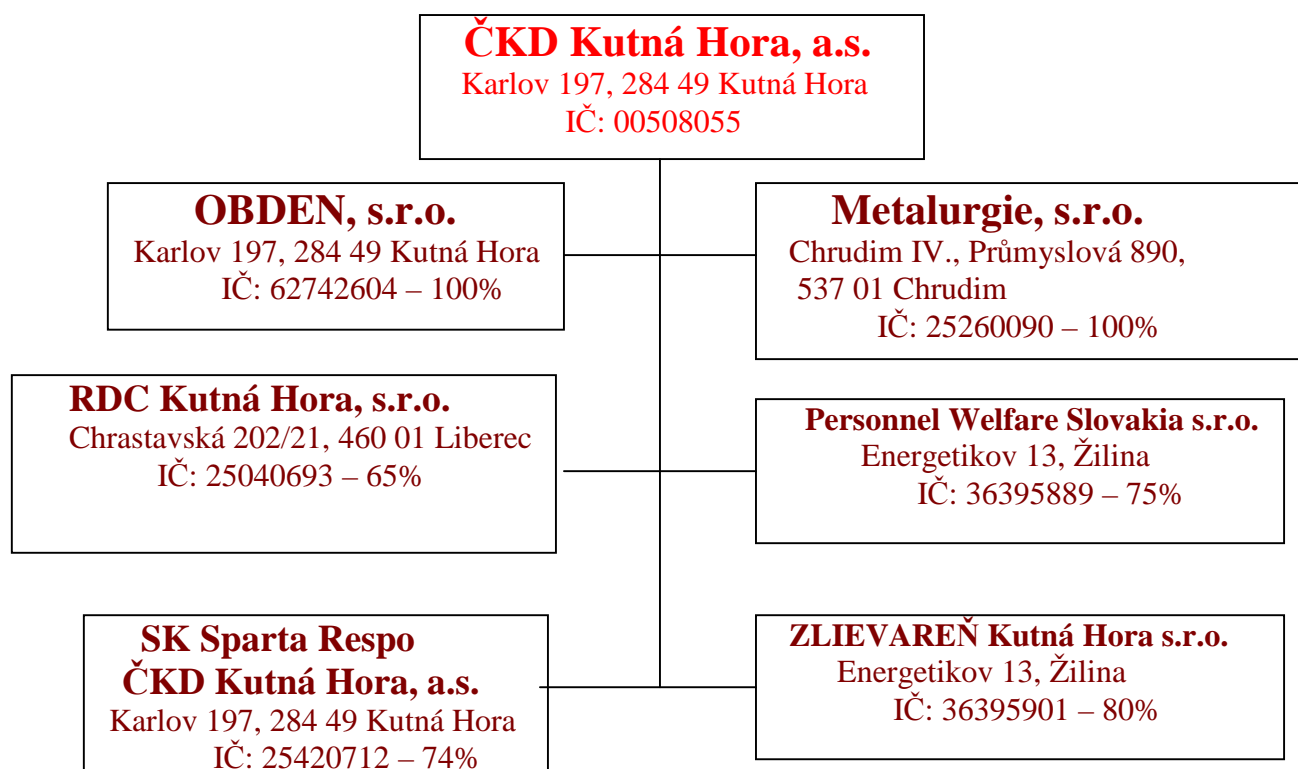 ČKD Kutná Hora, a.s.
Karlov 197, 284 49 Kutná Hora
IČ: 00508055
OBDEN, s.r.o.
Karlov 197, 284 49 Kutná Hora
IČ: 62742604 – 100%
Metalurgie, s.r.o.
Chrudim IV., Průmyslová 890,
537 01 Chrudim
IČ: 25260090 – 100%
RDC Kutná Hora, s.r.o.
Chrastavská 202/21, 460 01 Liberec
IČ: 25040693 – 65%
Personnel Welfare Slovakia s.r.o.
Energetikov 13, Žilina
IČ: 36395889 – 75%
SK Sparta Respo
ČKD Kutná Hora, a.s.
Karlov 197, 284 49 Kutná Hora
IČ: 25420712 – 74%
ZLIEVAREŇ Kutná Hora s.r.o.
Energetikov 13, Žilina
IČ: 36395901 – 80%